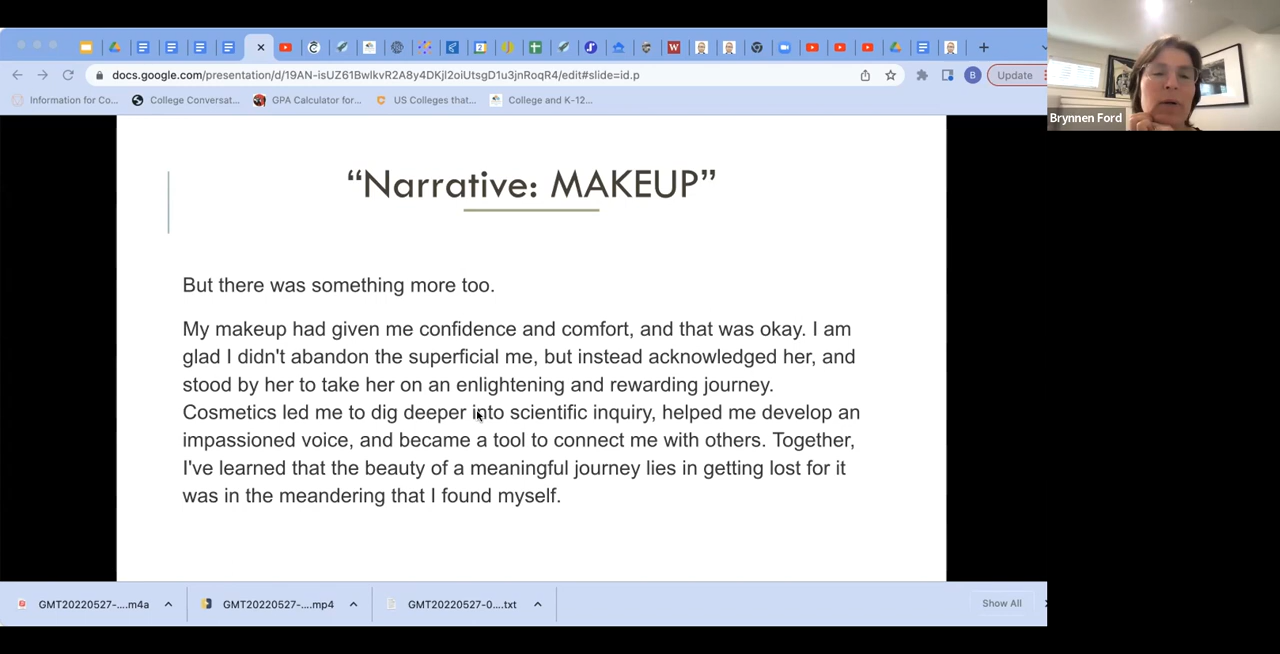 docs.google.com/presentation/d/19AN-isUZ61BwlkvR2A8y4DKjl2oiUtsgD1u3jnRoqR4/edit#slide=id.p
B
Update
Information for Co...
College Conversat...
GPA Calculator for...
US Colleges that...
College and K-12...
Brynnen Ford
“Narrative: MAKEUP”
But there was something more too.
My makeup had given me confidence and comfort, and that was okay. I am
glad I didn't abandon the superficial me, but instead acknowledged her, and
stood by her to take her on an enlightening and rewarding journey.
Cosmetics led me to dig deeper into scientific inquiry, helped me develop an
impassioned voice, and became a tool to connect me with others. Together,
I've learned that the beauty of a meaningful journey lies in getting lost for it
was in the meandering that I found myself.
GMT20220527-....m4a
GMT20220527-....mp4
GMT20220527-0....txt
Show All